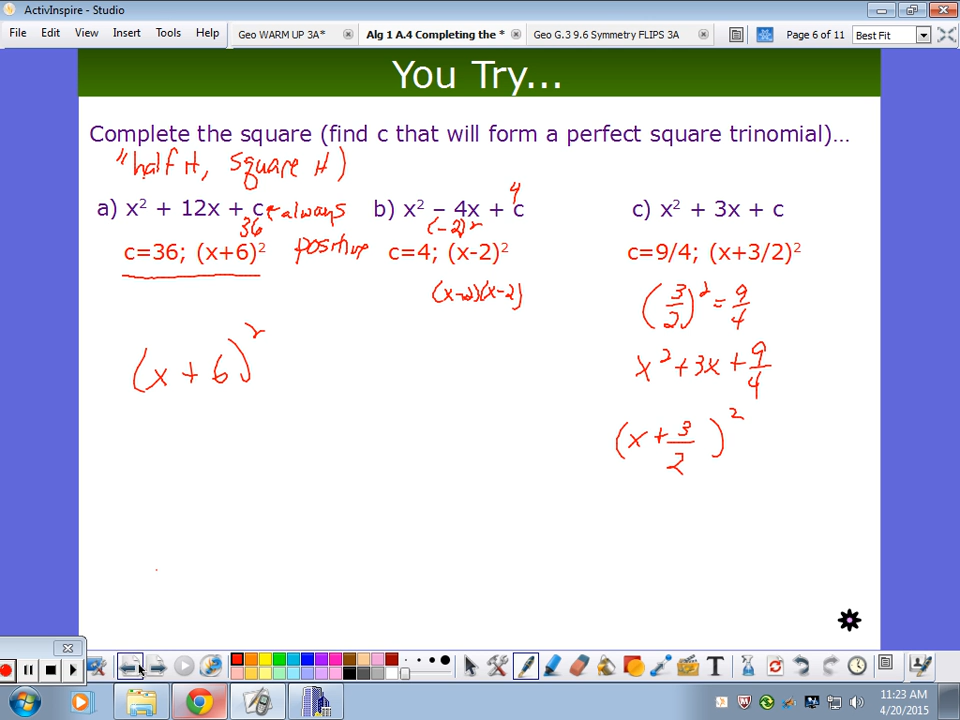 ActivInspire - Studio
File Edit View Insert Tools Help
Geo WARM UP 3A* Alg 1 A.4 Completing the * Geo G.3 9.6 Symmetry FLIPS 3A Page 6 of 11 Best Fit
You Try...
Complete the square (find c that will form a perfect square trinomial)...
"half it, square it)
a) x² + 12x + c ← always b) x² – 4x + c 4 c) x² + 3x + c
36 positive (-2)²
c=36; (x+6)² c=4; (x-2)² c=9/4; (x+3/2)²
(x-2)(x-2)
(3/2)² = 9/4
(x + 6)²
x² + 3x + 9/4
(x + 3/2)²
T
11:23 AM
4/20/2015